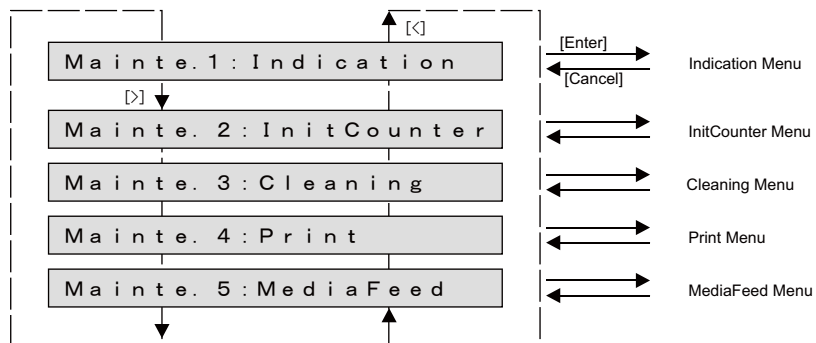 [<]
Mainte.1:Indication
[Enter]
[Cancel]
Indication Menu
[>]
Mainte. 2:InitCounter
InitCounter Menu
Mainte. 3:Cleaning
Cleaning Menu
Mainte. 4:Print
Print Menu
Mainte. 5:MediaFeed
MediaFeed Menu